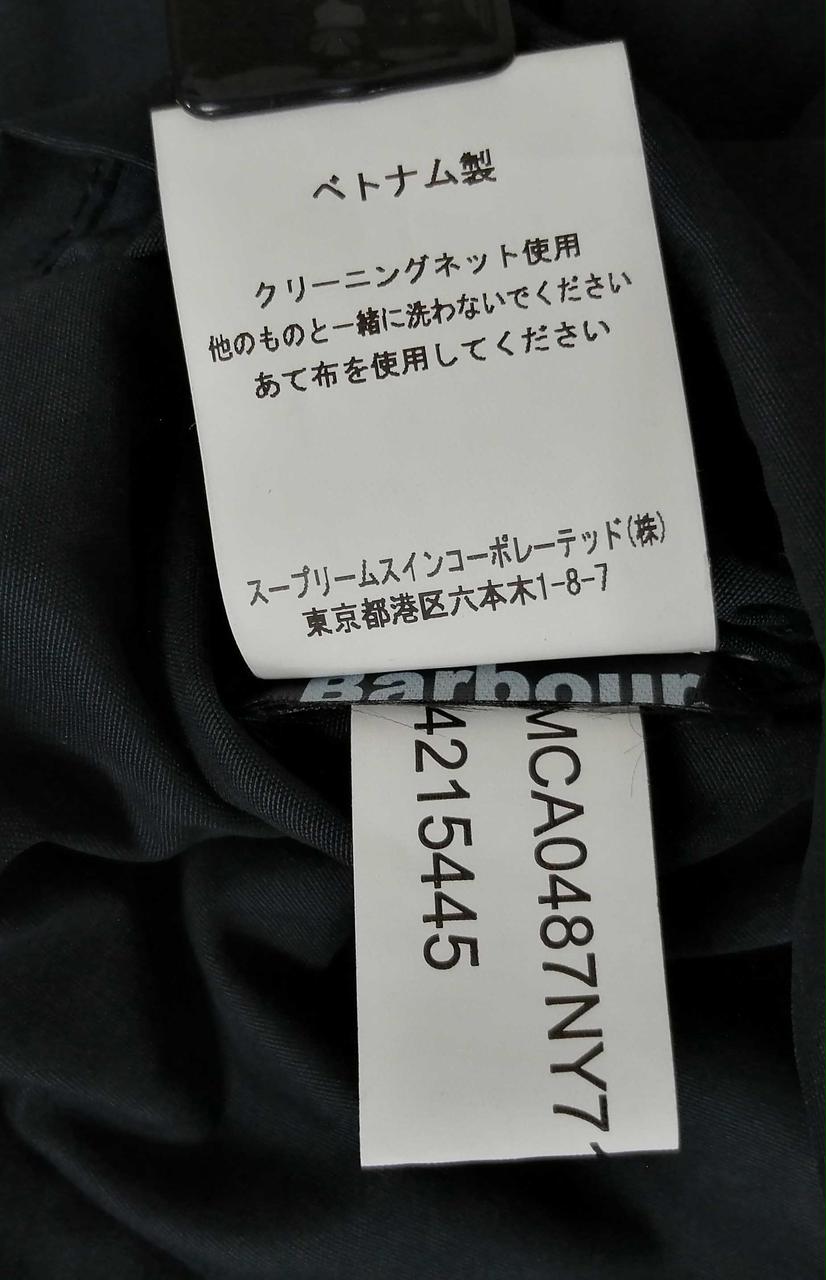 ベトナム製
クリーニングネット使用
他のものと一緒に洗わないでください
あて布を使用してください
スープリームスインコーポレーテッド(株)
東京都港区六本木1-8-7
Barbour
MCA0487NY7
4215445